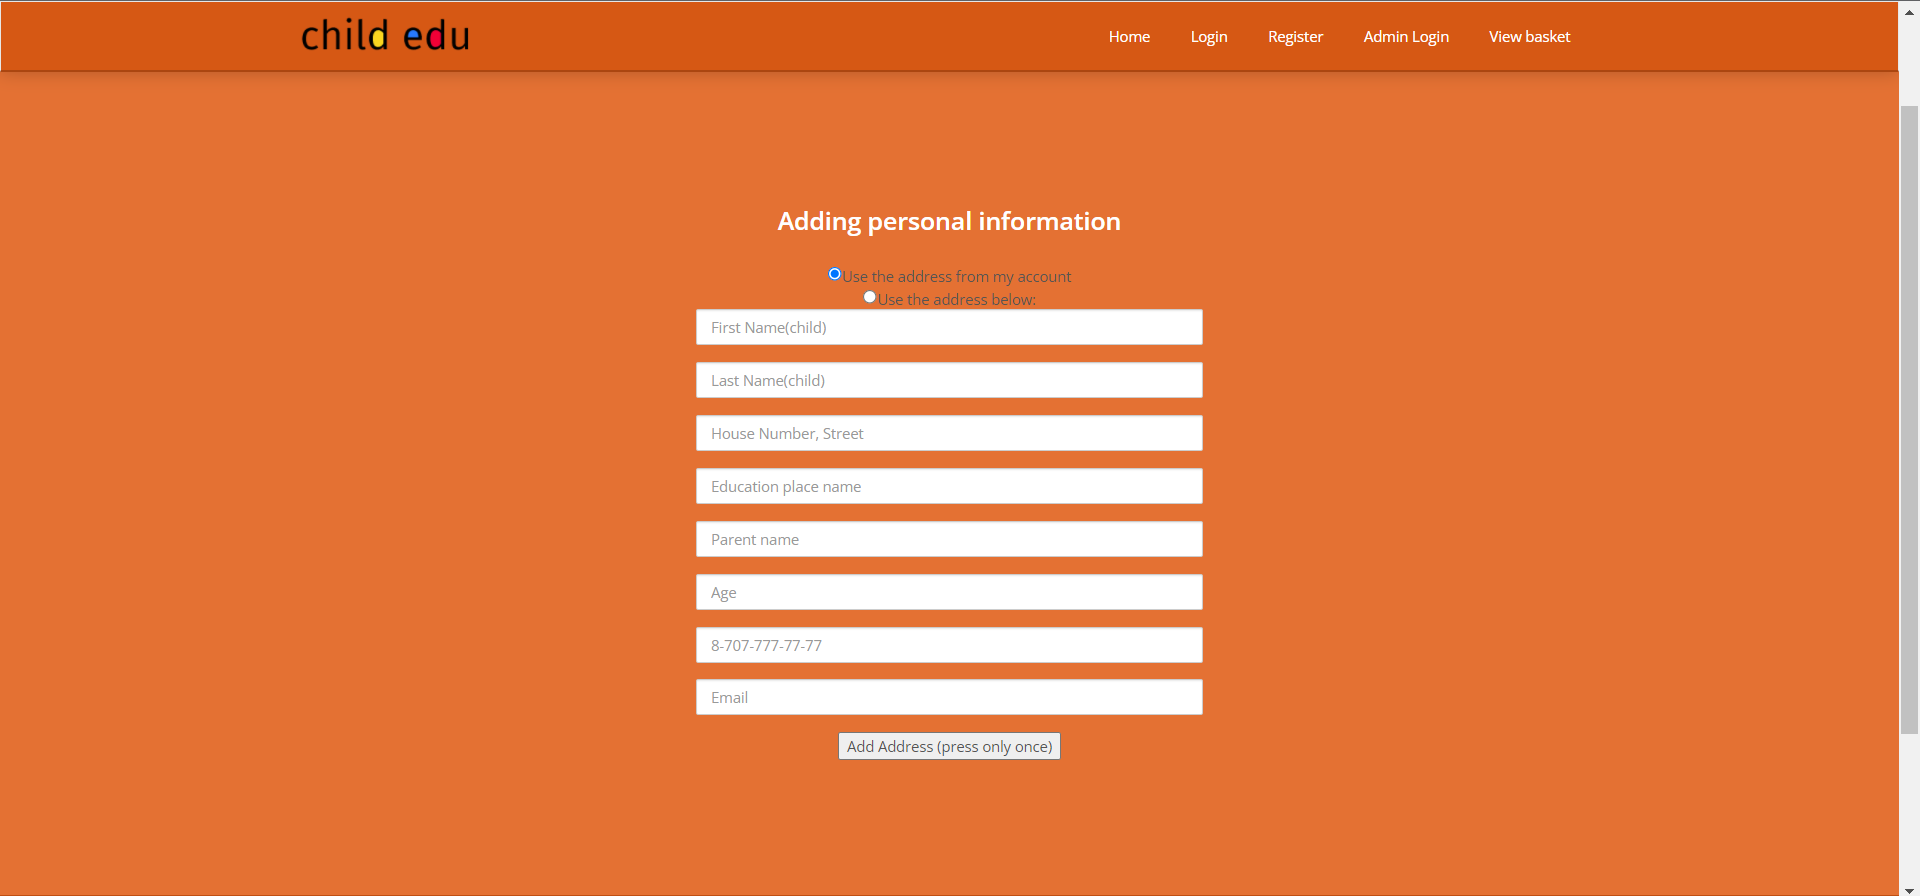 child edu
Home Login Register Admin Login View basket
Adding personal information
Use the address from my account
Use the address below:
First Name(child)
Last Name(child)
House Number, Street
Education place name
Parent name
Age
8-707-777-77-77
Email
Add Address (press only once)